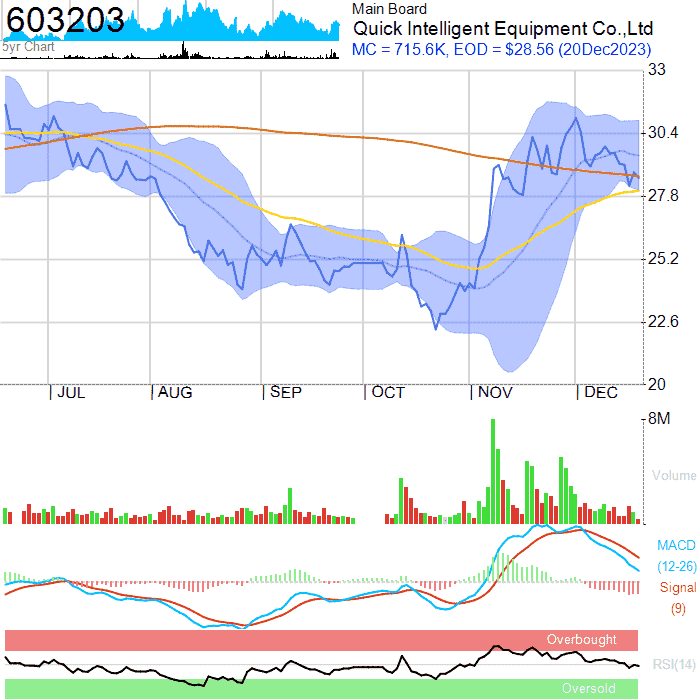 603203
5yr Chart
Main Board
Quick Intelligent Equipment Co.,Ltd
MC = 715.6K, EOD = $28.56 (20Dec2023)
33
30.4
27.8
25.2
22.6
20
JUL AUG SEP OCT NOV DEC
8M
Volume
MACD
(12-26)
Signal
(9)
Overbought
RSI(14)
Oversold